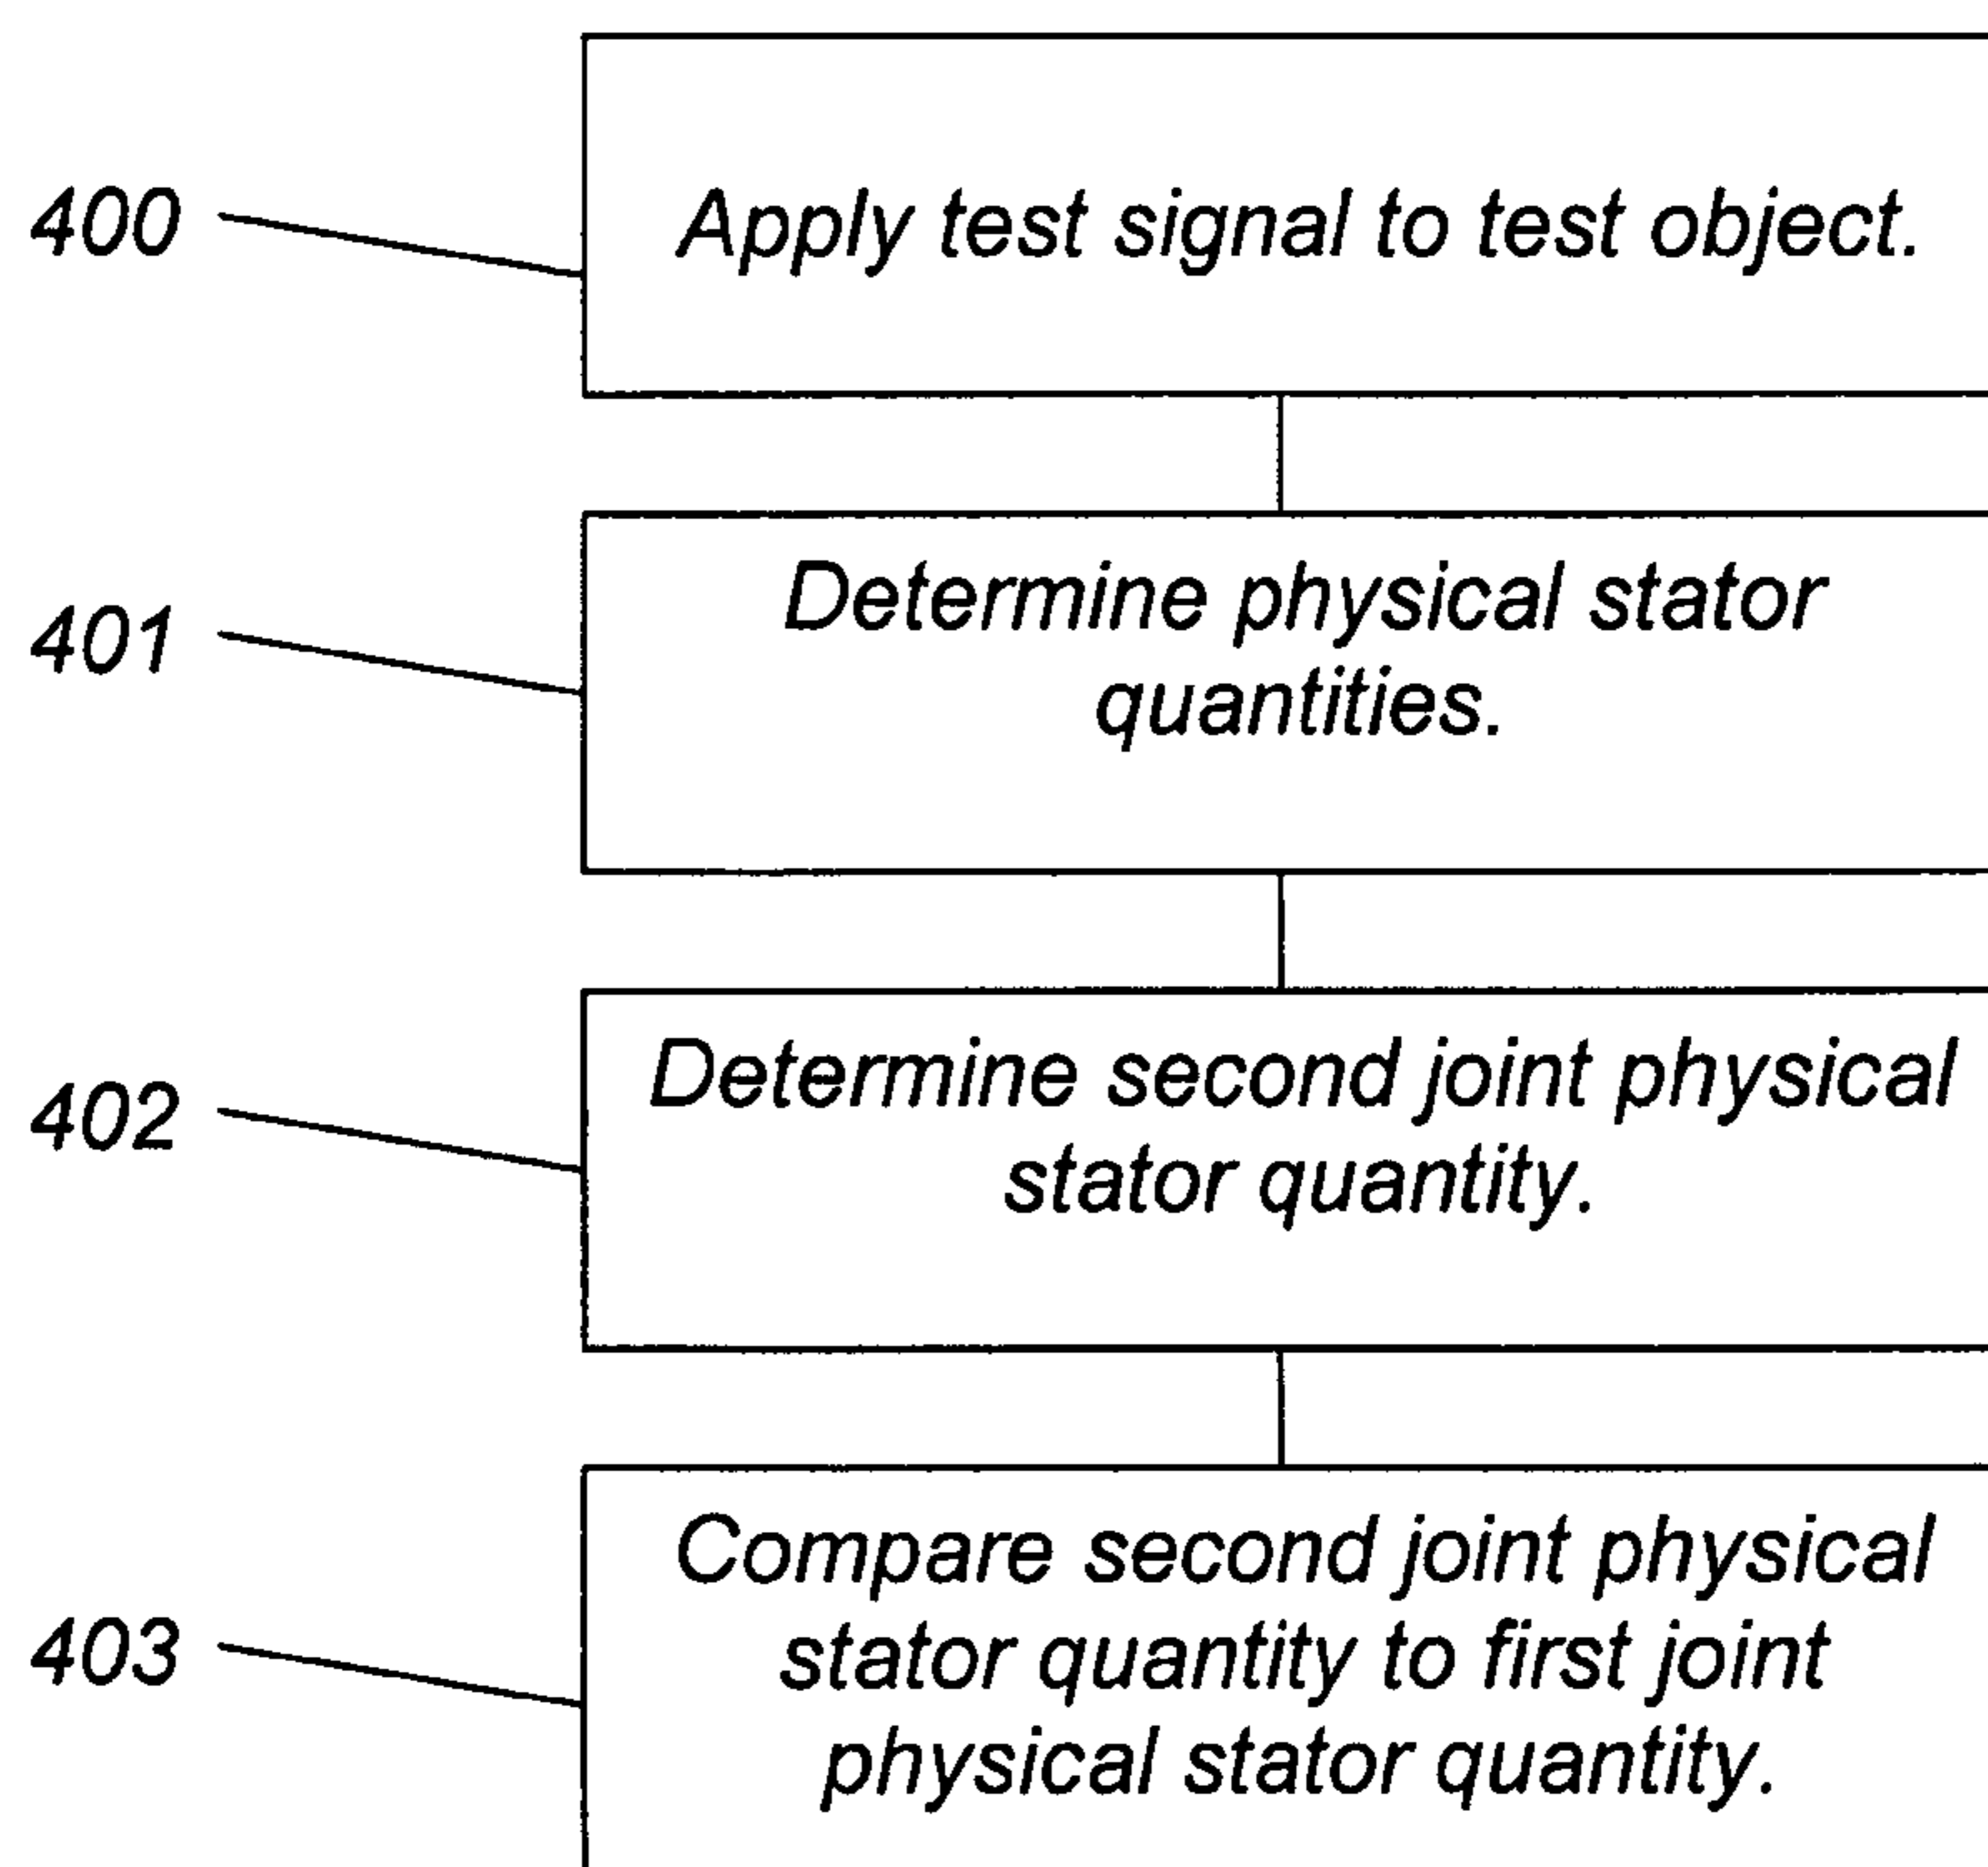 400
Apply test signal to test object.
401
Determine physical stator
quantities.
402
Determine second joint physical
stator quantity.
403
Compare second joint physical
stator quantity to first joint
physical stator quantity.